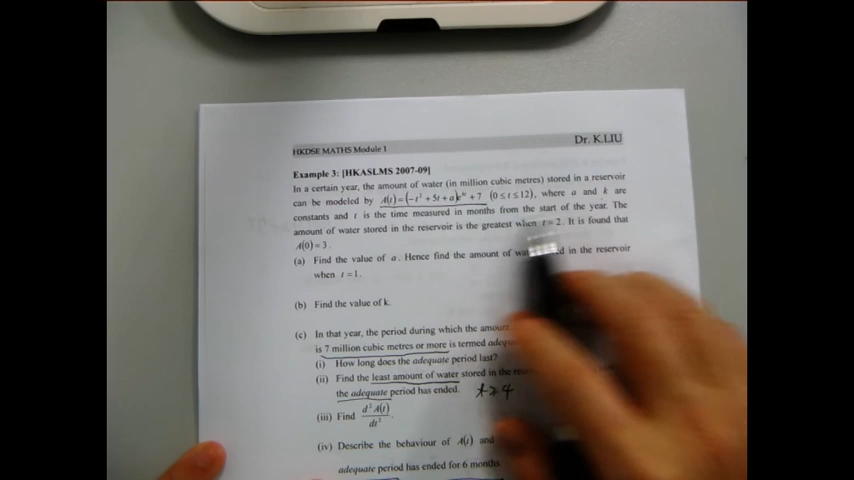 HKDSE MATHS Module 1 Dr. K.LIU
Example 3: [HKASLMS 2007-09]
In a certain year, the amount of water (in million cubic metres) stored in a reservoir
can be modeled by A(t) = (-t² + 5t + a)e^{kt} + 7 (0 ≤ t ≤ 12), where a and k are
constants and t is the time measured in months from the start of the year. The
amount of water stored in the reservoir is the greatest when t = 2. It is found that
A(0) = 3.
(a) Find the value of a. Hence find the amount of in the reservoir
when t = 1.
(b) Find the value of k.
(c) In that year, the period during which the amount
is 7 million cubic metres or more is termed
(i) How long does the adequate period last?
(ii) Find the least amount of water stored in the
the adequate period has ended. t ≥ 4
(iii) Find d²A(t)/dt².
(iv) Describe the behaviour of A(t) and
adequate period has ended for 6 months